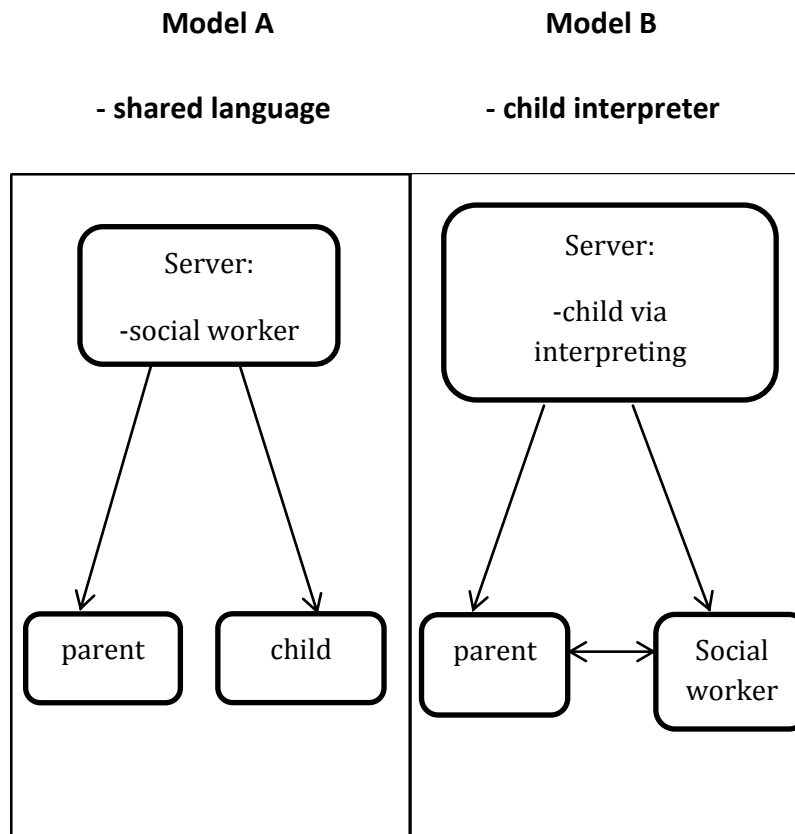 Model A
- shared language
Model B
- child interpreter
Server:
-social worker
parent
child
Server:
-child via
interpreting
parent
Social
worker